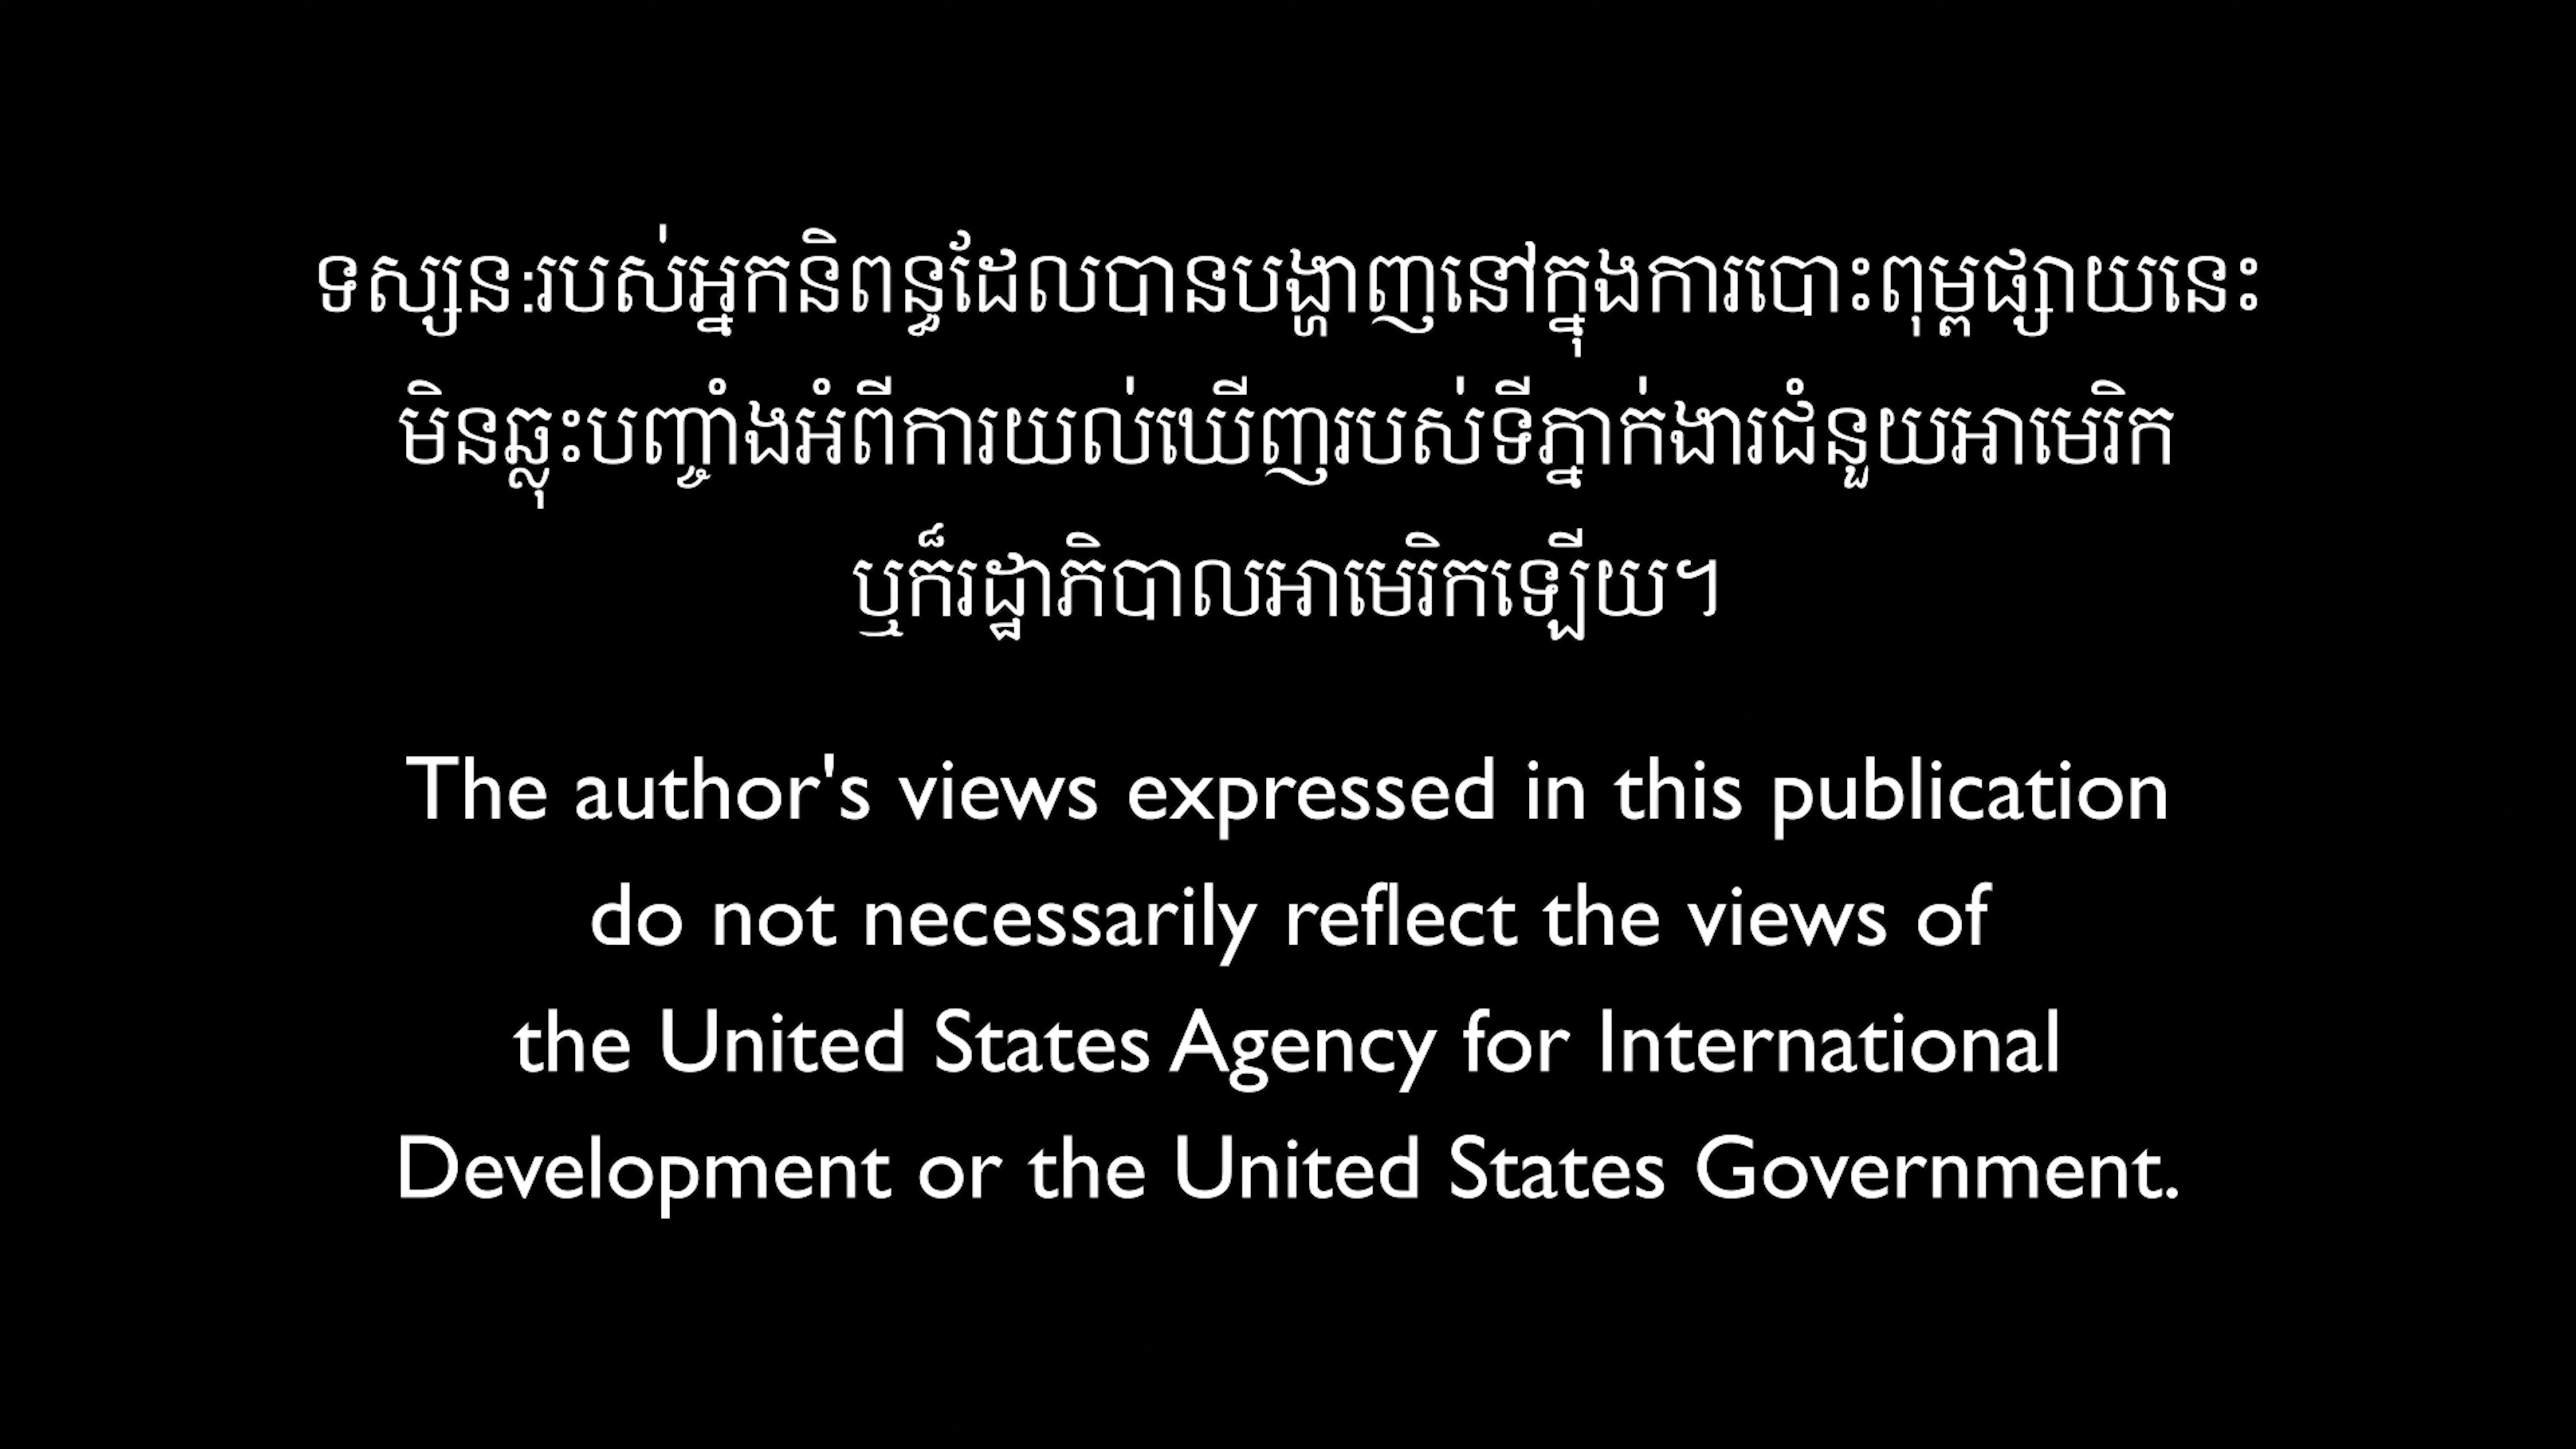 ទស្សន:របស់អ្នកនិពន្ធដែលបានបង្ហាញនៅក្នុងការបោះពុម្ពផ្សាយនេះ
មិនឆ្លុះបញ្ចាំងអំពីការយល់ឃើញរបស់ទីភ្នាក់ងារជំនួយអាមេរិក
ឬក៏រដ្ឋាភិបាលអាមេរិកឡើយ។
The author's views expressed in this publication
do not necessarily reflect the views of
the United States Agency for International
Development or the United States Government.